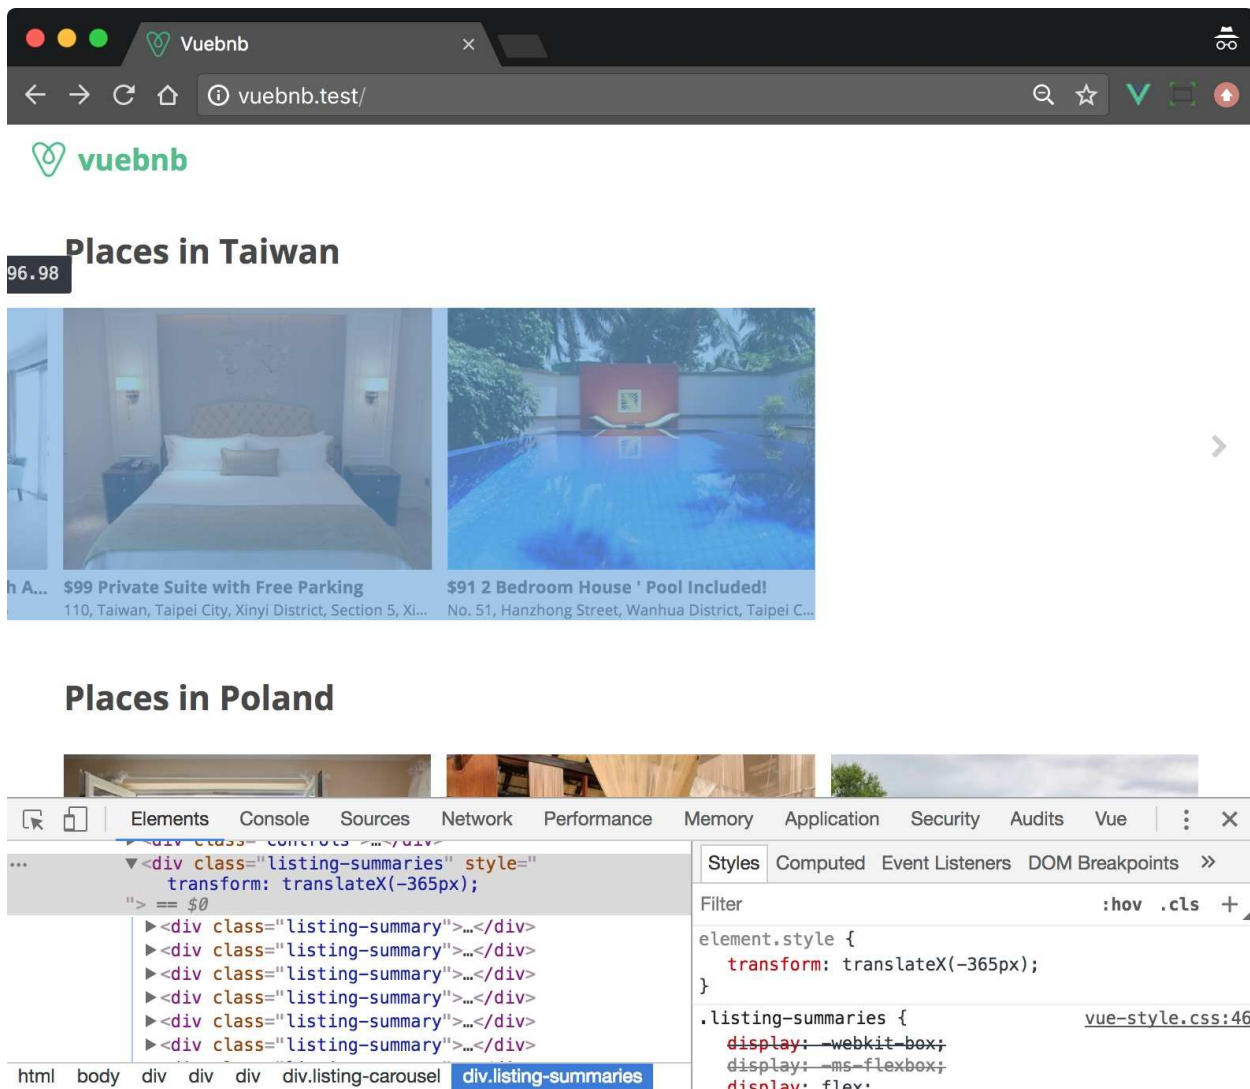 Vuebnb
vuebnb.test/
vuebnb
Places in Taiwan
96.98
h A...
$99 Private Suite with Free Parking
110, Taiwan, Taipei City, Xinyi District, Section 5, Xi...
$91 2 Bedroom House ' Pool Included!
No. 51, Hanzhong Street, Wanhua District, Taipei C...
Places in Poland
Elements Console Sources Network Performance Memory Application Security Audits Vue
<div class="controls">…</div>
▼<div class="listing-summaries" style="
transform: translateX(-365px);
"> == $0
▶<div class="listing-summary">…</div>
▶<div class="listing-summary">…</div>
▶<div class="listing-summary">…</div>
▶<div class="listing-summary">…</div>
▶<div class="listing-summary">…</div>
▶<div class="listing-summary">…</div>
html body div div div div.listing-carousel div.listing-summaries
Styles Computed Event Listeners DOM Breakpoints »
Filter :hov .cls +
element.style {
transform: translateX(-365px);
}
.listing-summaries { vue-style.css:46
display: -webkit-box;
display: -ms-flexbox;
display: flex;